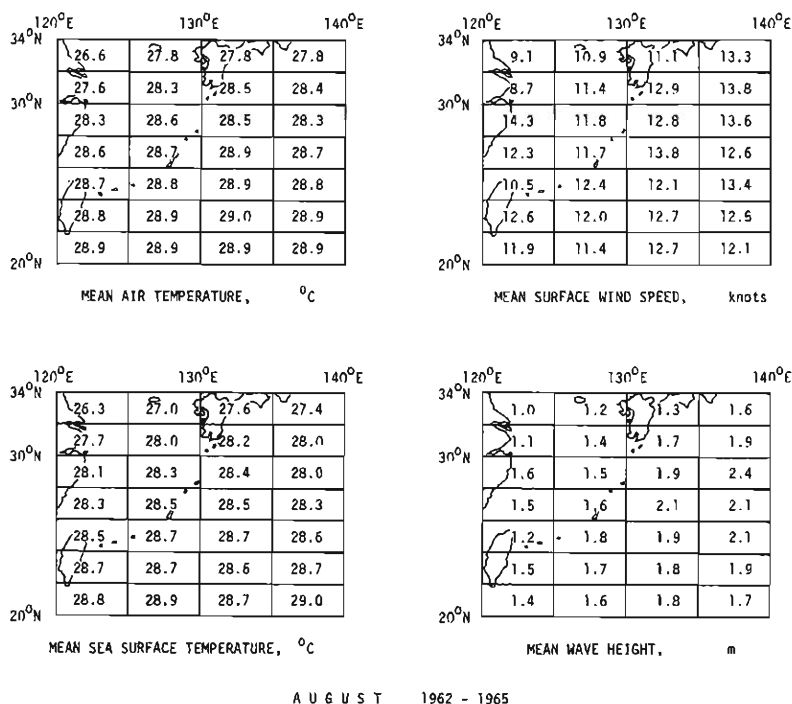 120°E 130°E 140°E
34°N
26.6 27.8 27.8 27.8
27.6 28.3 28.5 28.4
30°N
28.3 28.6 28.5 28.3
28.6 28.7 28.9 28.7
28.7 28.8 28.9 28.8
28.8 28.9 29.0 28.9
28.9 28.9 28.9 28.9
20°N
MEAN AIR TEMPERATURE, °C
120°E 130°E 140°E
34°N
9.1 10.9 11.1 13.3
8.7 11.4 12.9 13.8
30°N
14.3 11.8 12.8 13.6
12.3 11.7 13.8 12.6
10.5 12.4 12.1 13.4
12.6 12.0 12.7 12.5
11.9 11.4 12.7 12.1
20°N
MEAN SURFACE WIND SPEED, knots
120°E 130°E 140°E
34°N
26.3 27.0 27.6 27.4
27.7 28.0 28.2 28.0
30°N
28.1 28.3 28.4 28.0
28.3 28.5 28.5 28.3
28.5 28.7 28.7 28.6
28.7 28.7 28.6 28.7
28.8 28.9 28.7 29.0
20°N
MEAN SEA SURFACE TEMPERATURE, °C
120°E 130°E 140°E
34°N
1.0 1.2 1.3 1.6
1.1 1.4 1.7 1.9
30°N
1.6 1.5 1.9 2.4
1.5 1.6 2.1 2.1
1.2 1.8 1.9 2.1
1.5 1.7 1.8 1.9
1.4 1.6 1.8 1.7
20°N
MEAN WAVE HEIGHT, m
AUGUST 1962 - 1965